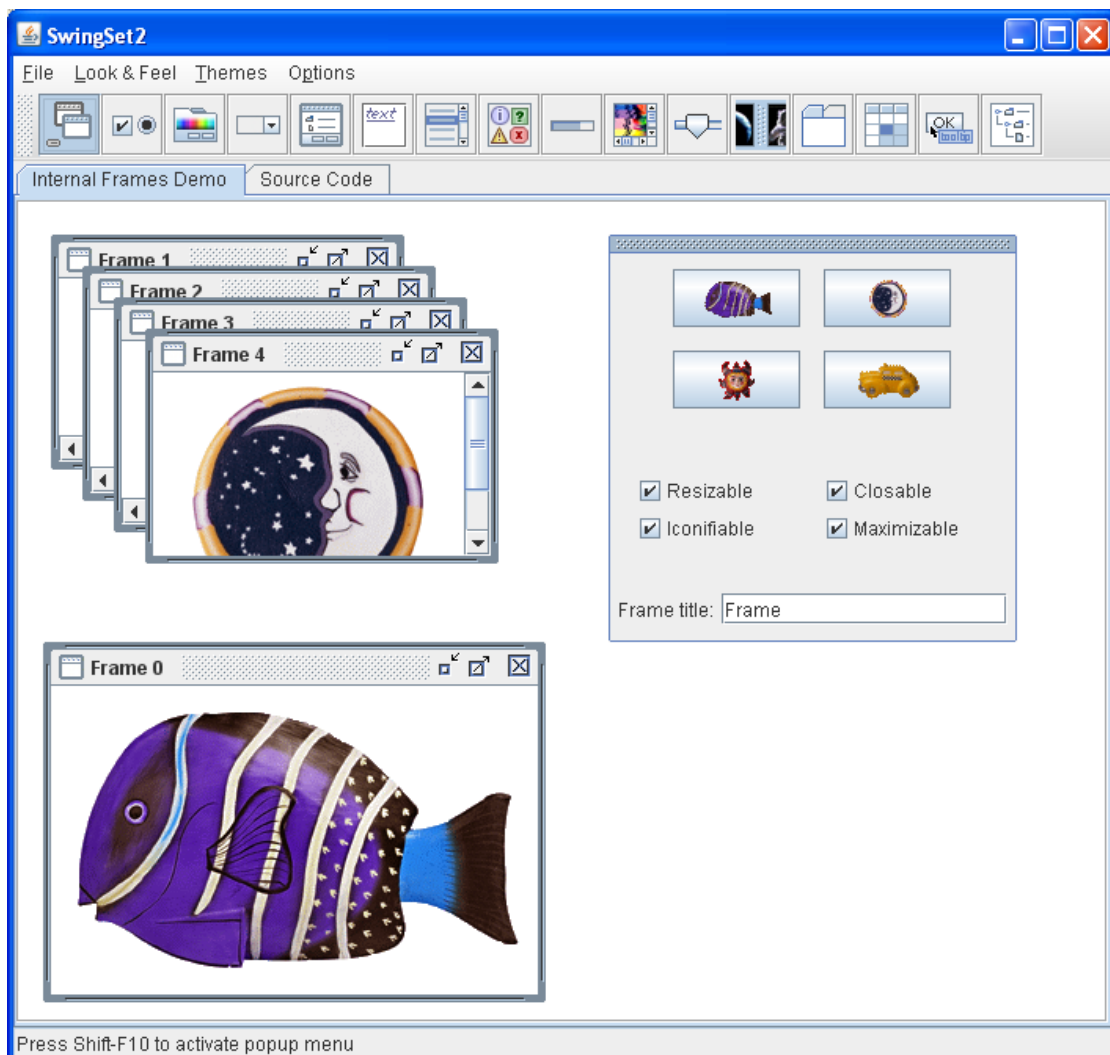 SwingSet2
File Look & Feel Themes Options
text
OK
tooltip
Internal Frames Demo Source Code
Frame 1
Frame 2
Frame 3
Frame 4
Resizable Closable
Iconifiable Maximizable
Frame title: Frame
Frame 0
Press Shift-F10 to activate popup menu